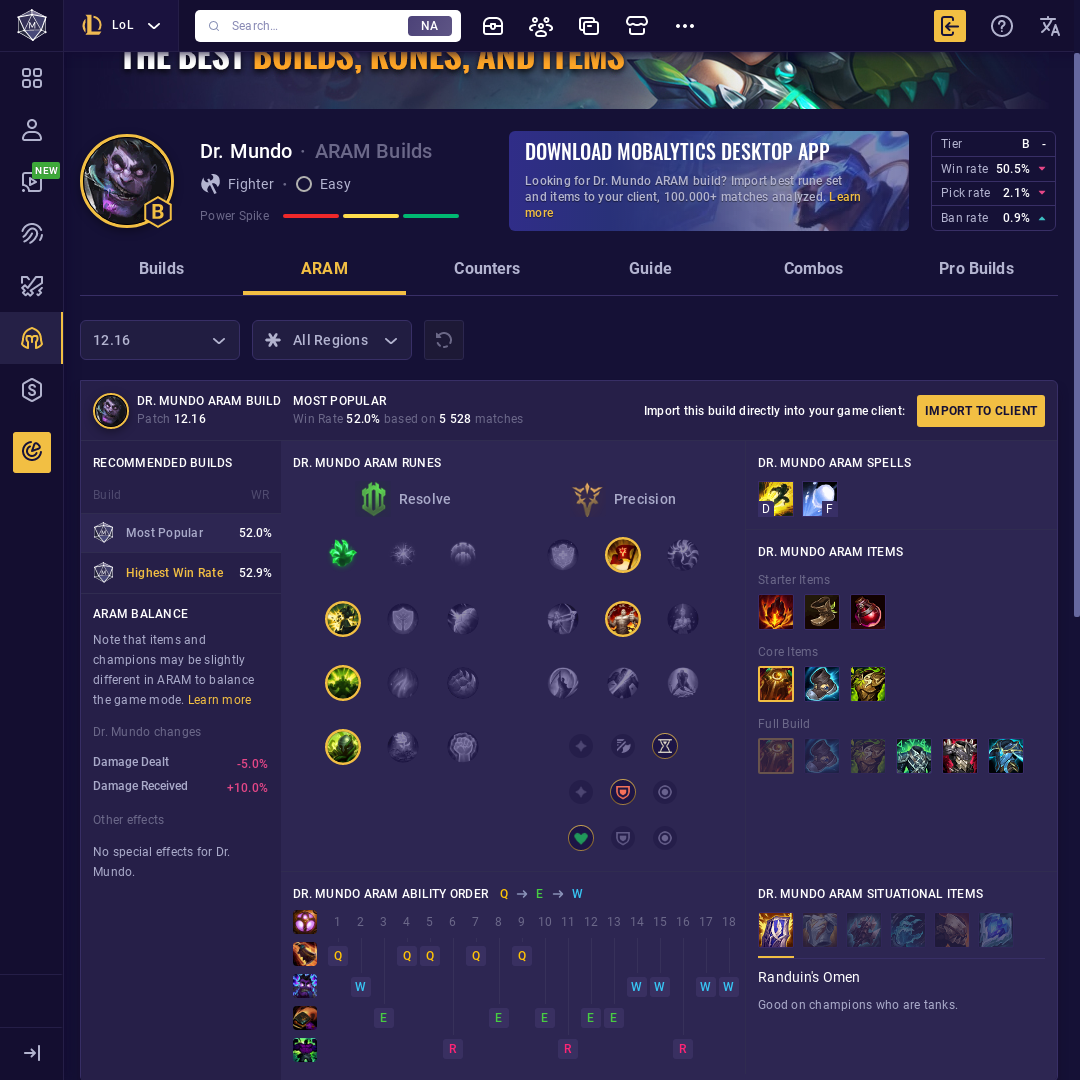 LoL
Search...
NA
THE BEST BUILDS, RUNES, AND ITEMS
NEW
Dr. Mundo · ARAM Builds
Fighter · Easy
Power Spike
B
DOWNLOAD MOBALYTICS DESKTOP APP
Looking for Dr. Mundo ARAM build? Import best rune set
and items to your client, 100.000+ matches analyzed. Learn
more
Tier B -
Win rate 50.5%
Pick rate 2.1%
Ban rate 0.9%
Builds
ARAM
Counters
Guide
Combos
Pro Builds
12.16
All Regions
DR. MUNDO ARAM BUILD
Patch 12.16
MOST POPULAR
Win Rate 52.0% based on 5 528 matches
Import this build directly into your game client:
IMPORT TO CLIENT
RECOMMENDED BUILDS
Build WR
Most Popular 52.0%
Highest Win Rate 52.9%
ARAM BALANCE
Note that items and
champions may be slightly
different in ARAM to balance
the game mode. Learn more
Dr. Mundo changes
Damage Dealt -5.0%
Damage Received +10.0%
Other effects
No special effects for Dr.
Mundo.
DR. MUNDO ARAM RUNES
Resolve
Precision
DR. MUNDO ARAM SPELLS
D F
DR. MUNDO ARAM ITEMS
Starter Items
Core Items
Full Build
DR. MUNDO ARAM ABILITY ORDER Q → E → W
1 2 3 4 5 6 7 8 9 10 11 12 13 14 15 16 17 18
Q Q Q Q Q
W W W W W
E E E E E
R R R
DR. MUNDO ARAM SITUATIONAL ITEMS
Randuin's Omen
Good on champions who are tanks.